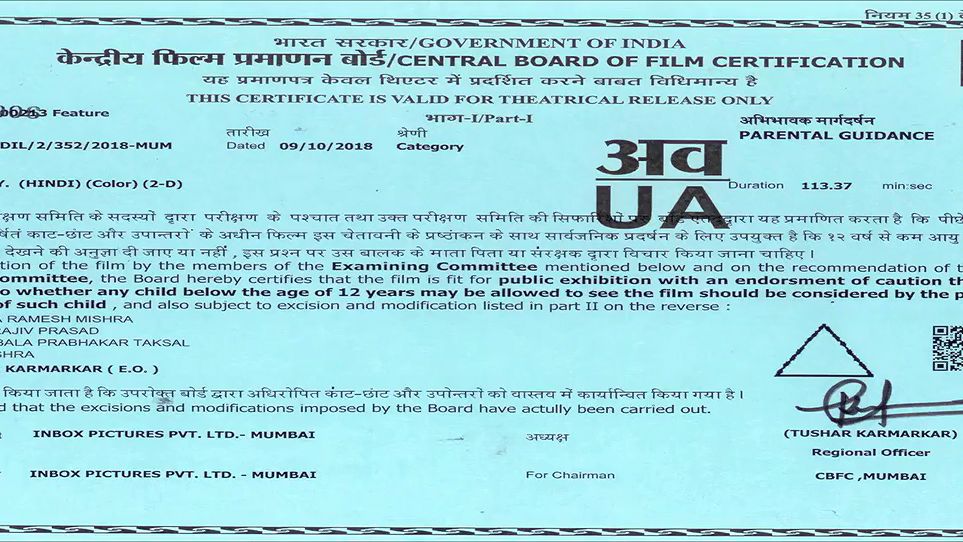 नियम 35 (1)
भारत सरकार/GOVERNMENT OF INDIA
केन्द्रीय फिल्म प्रमाणन बोर्ड/CENTRAL BOARD OF FILM CERTIFICATION
यह प्रमाणपत्र केवल थिएटर में प्रदर्शित करने बाबत विधिमान्य है
THIS CERTIFICATE IS VALID FOR THEATRICAL RELEASE ONLY
Feature
भाग-I/Part-I
अभिभावक मार्गदर्शन
तारीख श्रेणी
PARENTAL GUIDANCE
DIL/2/352/2018-MUM Dated 09/10/2018 Category
अव
UA
Y. (HINDI) (Color) (2-D) Duration 113.37 min:sec
क्षण समिति के सदस्यों द्वारा परीक्षण के पश्चात तथा उक्त परीक्षण समिति की सिफारिशों पर बोर्ड एतद्द्वारा यह प्रमाणित करता है कि पीछे
काट-छांट और उपान्तरों के अधीन फिल्म इस चेतावनी के प्रष्ठांकन के साथ सार्वजनिक प्रदर्शन के लिए उपयुक्त है कि १२ वर्ष से कम आयु
देखने की अनुज्ञा दी जाए या नहीं , इस प्रश्न पर उस बालक के माता पिता या संरक्षक द्वारा विचार किया जाना चाहिए।
tion of the film by the members of the Examining Committee mentioned below and on the recommendation of t
ommittee, the Board hereby certifies that the film is fit for public exhibition with an endorsement of caution th
o whether any child below the age of 12 years may be allowed to see the film should be considered by the p
of such child , and also subject to excision and modification listed in part II on the reverse :
A RAMESH MISHRA
RAJIV PRASAD
BALA PRABHAKAR TAKSAL
SHRA
KARMARKAR ( E.O. )
किया जाता है कि उपरोक्त बोर्ड द्वारा अधिरोपित कांट-छांट और उपोन्तरों को वास्तव में कार्यान्वित किया गया है।
d that the excisions and modifications imposed by the Board have actully been carried out.
INBOX PICTURES PVT. LTD.- MUMBAI अध्यक्ष (TUSHAR KARMARKAR)
Regional Officer
INBOX PICTURES PVT. LTD. - MUMBAI For Chairman CBFC ,MUMBAI